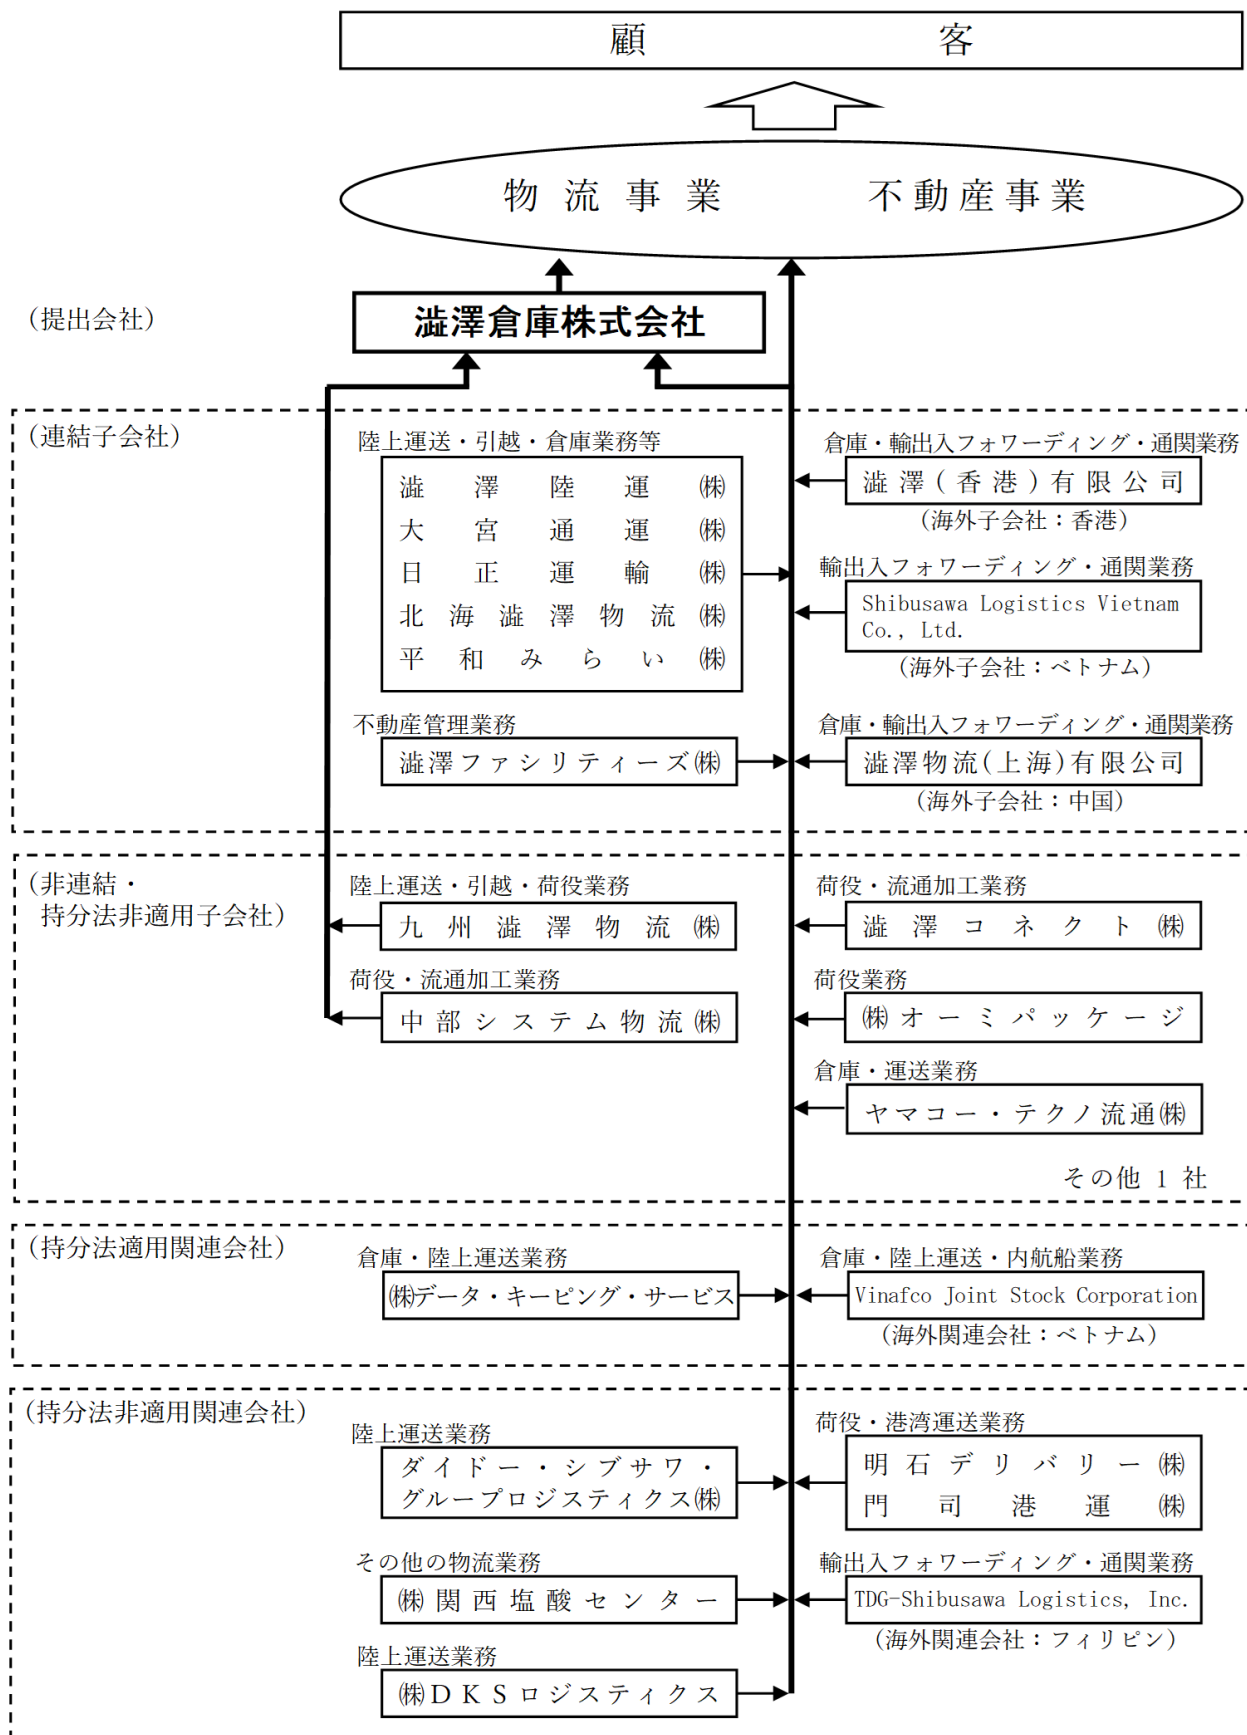 顧客
物流事業 不動産事業
(提出会社)
澁澤倉庫株式会社
(連結子会社)
陸上運送・引越・倉庫業務等
澁澤陸運㈱
大宮通運㈱
日正運輸㈱
北海澁澤物流㈱
平和みらい㈱
不動産管理業務
澁澤ファシリティーズ㈱
倉庫・輸出入フォワーディング・通関業務
澁澤(香港)有限公司
(海外子会社：香港)
輸出入フォワーディング・通関業務
Shibusawa Logistics Vietnam
Co., Ltd.
(海外子会社：ベトナム)
倉庫・輸出入フォワーディング・通関業務
澁澤物流(上海)有限公司
(海外子会社：中国)
(非連結・
持分法非適用子会社)
陸上運送・引越・荷役業務
九州澁澤物流㈱
荷役・流通加工業務
中部システム物流㈱
荷役・流通加工業務
澁澤コネクト㈱
荷役業務
㈱オーミパッケージ
倉庫・運送業務
ヤマコー・テクノ流通㈱
その他 1 社
(持分法適用関連会社)
倉庫・陸上運送業務
㈱データ・キーピング・サービス
倉庫・陸上運送・内航船業務
Vinafco Joint Stock Corporation
(海外関連会社：ベトナム)
(持分法非適用関連会社)
陸上運送業務
ダイドー・シブサワ・
グループロジスティクス㈱
その他の物流業務
㈱関西塩酸センター
陸上運送業務
㈱DKSロジスティクス
荷役・港湾運送業務
明石デリバリー㈱
門司港運㈱
輸出入フォワーディング・通関業務
TDG-Shibusawa Logistics, Inc.
(海外関連会社：フィリピン)